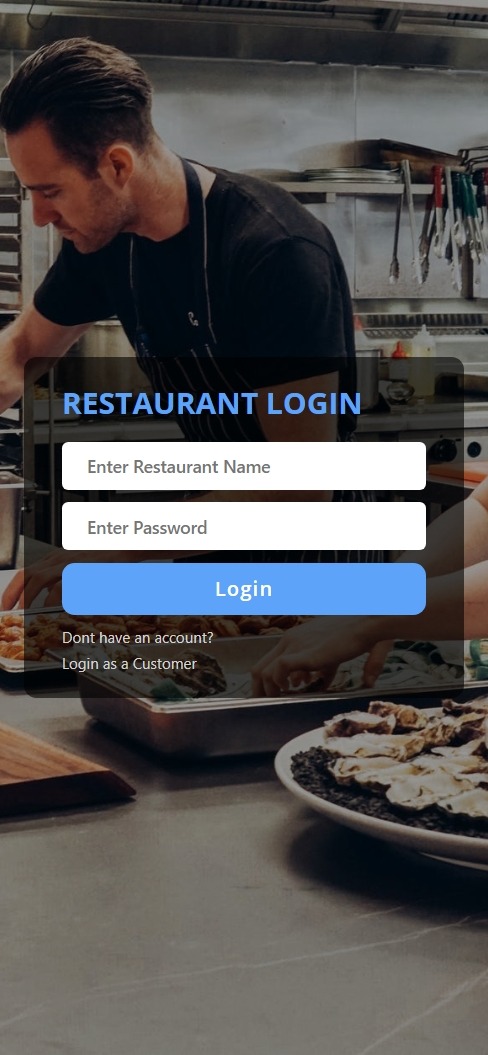 RESTAURANT LOGIN
Enter Restaurant Name
Enter Password
Login
Dont have an account?
Login as a Customer